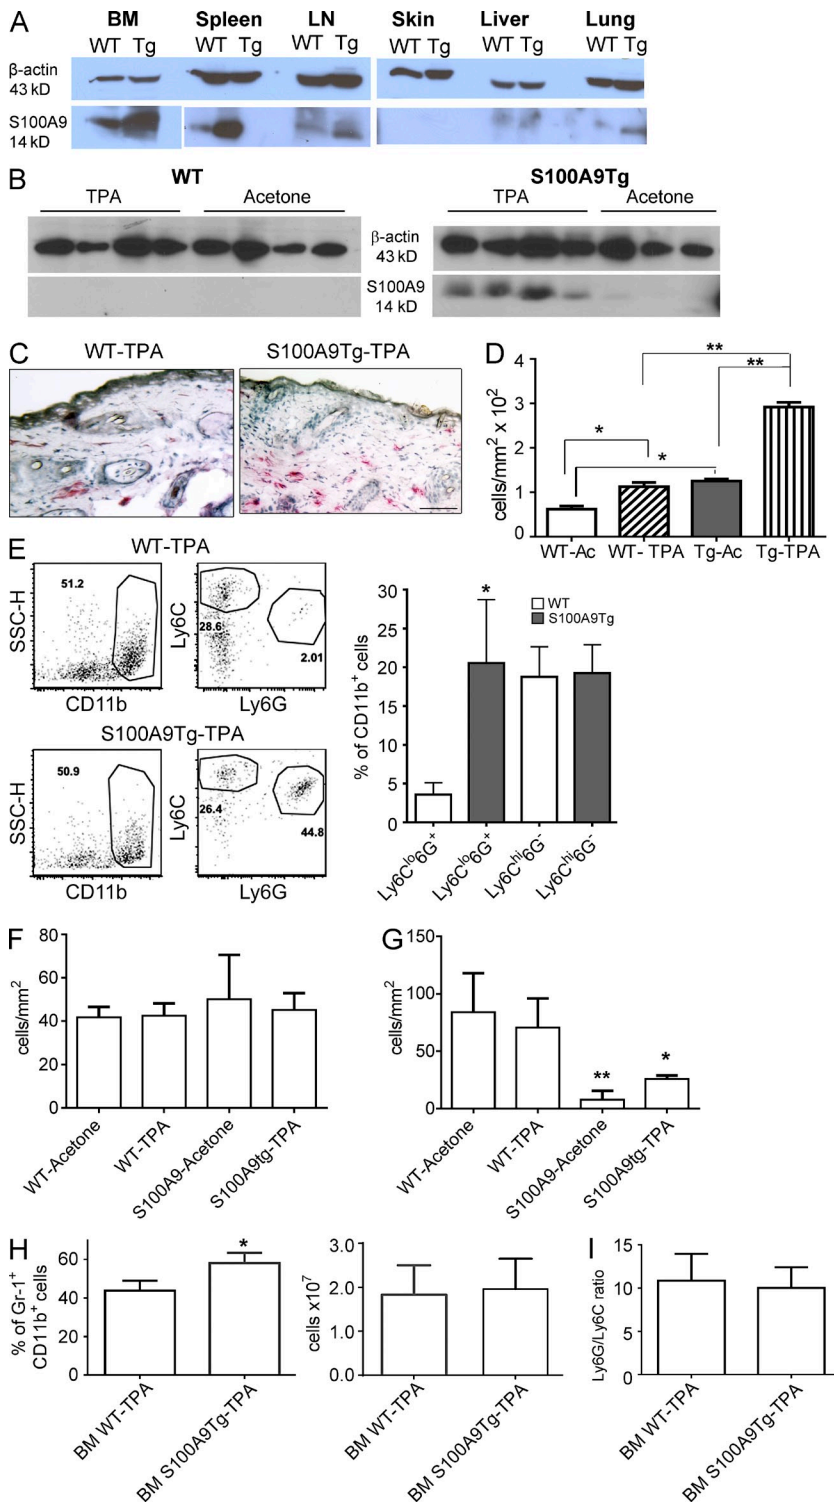 A
BM Spleen LN Skin Liver Lung
WT Tg WT Tg WT Tg WT Tg WT Tg WT Tg
β-actin
43 kD
S100A9
14 kD
B
WT S100A9Tg
TPA Acetone TPA Acetone
β-actin
43 kD
S100A9
14 kD
C
WT-TPA S100A9Tg-TPA
D
cells/mm² x 10²
4
3
2
1
0
** ** * *
WT-Ac WT- TPA Tg-Ac Tg-TPA
E
WT-TPA
SSC-H
51.2
CD11b
Ly6C
28.6
2.01
Ly6G
S100A9Tg-TPA
SSC-H
50.9
CD11b
Ly6C
26.4
44.8
Ly6G
% of CD11b⁺ cells
30
25
20
15
10
5
0
*
WT
S100A9Tg
Ly6Cˡᵒ6G⁺ Ly6Cˡᵒ6G⁺ Ly6Cʰⁱ6G⁻ Ly6Cʰⁱ6G⁻
F
cells/mm²
80
60
40
20
0
WT-Acetone WT-TPA S100A9-Acetone S100A9tg-TPA
G
cells/mm²
150
100
50
0
** *
WT-Acetone WT-TPA S100A9-Acetone S100A9tg-TPA
H
% of Gr-1⁺
CD11b⁺ cells
60
40
20
0
*
BM WT-TPA BM S100A9Tg-TPA
cells x10⁷
3.0
2.0
1.0
0.0
BM WT-TPA BM S100A9Tg-TPA
I
Ly6G/Ly6C ratio
15
10
5
0
BM WT-TPA BM S100A9Tg-TPA